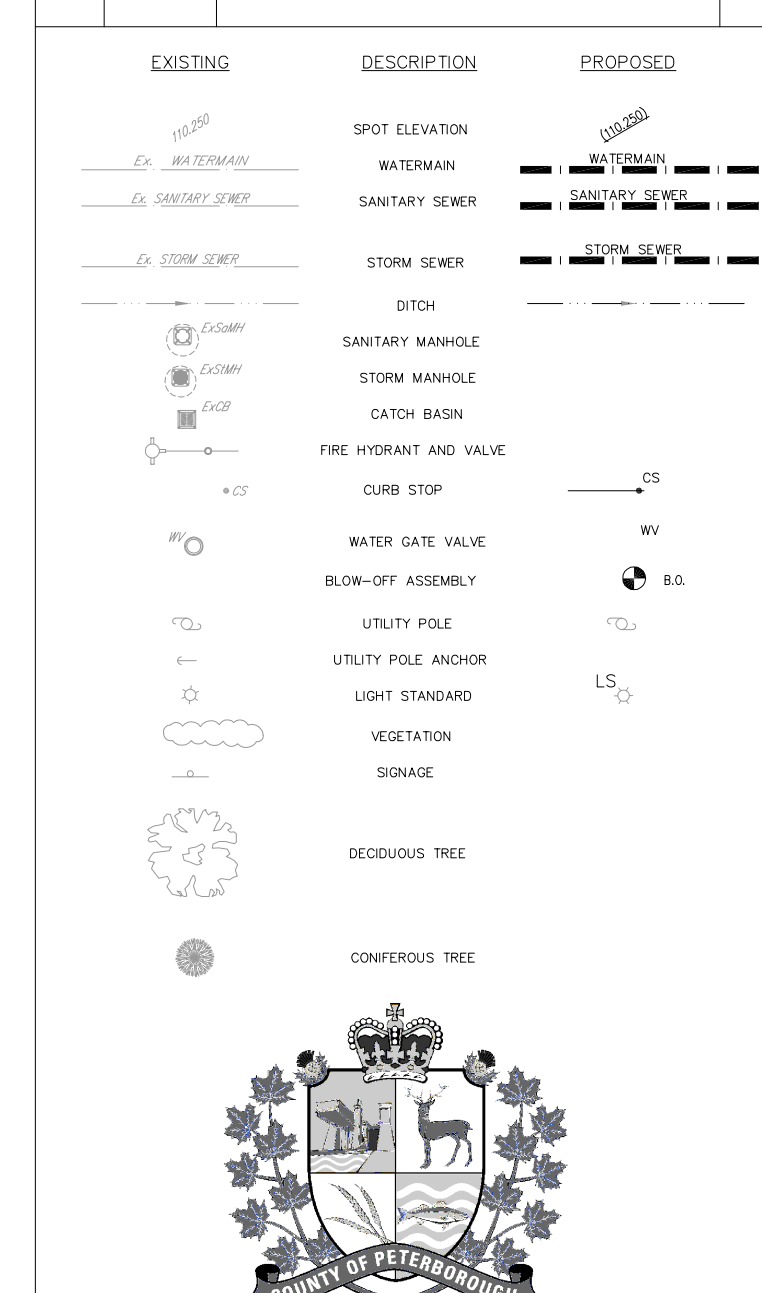 EXISTING DESCRIPTION PROPOSED
110.250 SPOT ELEVATION (110.250)
Ex. WATERMAIN WATERMAIN WATERMAIN
Ex. SANITARY SEWER SANITARY SEWER SANITARY SEWER
Ex. STORM SEWER STORM SEWER STORM SEWER
DITCH
ExSaMH SANITARY MANHOLE
ExStMH STORM MANHOLE
ExCB CATCH BASIN
FIRE HYDRANT AND VALVE
CS CURB STOP CS
WV WATER GATE VALVE WV
BLOW-OFF ASSEMBLY B.O.
UTILITY POLE
UTILITY POLE ANCHOR
LIGHT STANDARD LS
VEGETATION
SIGNAGE
DECIDUOUS TREE
CONIFEROUS TREE
COUNTY OF PETERBOROUGH